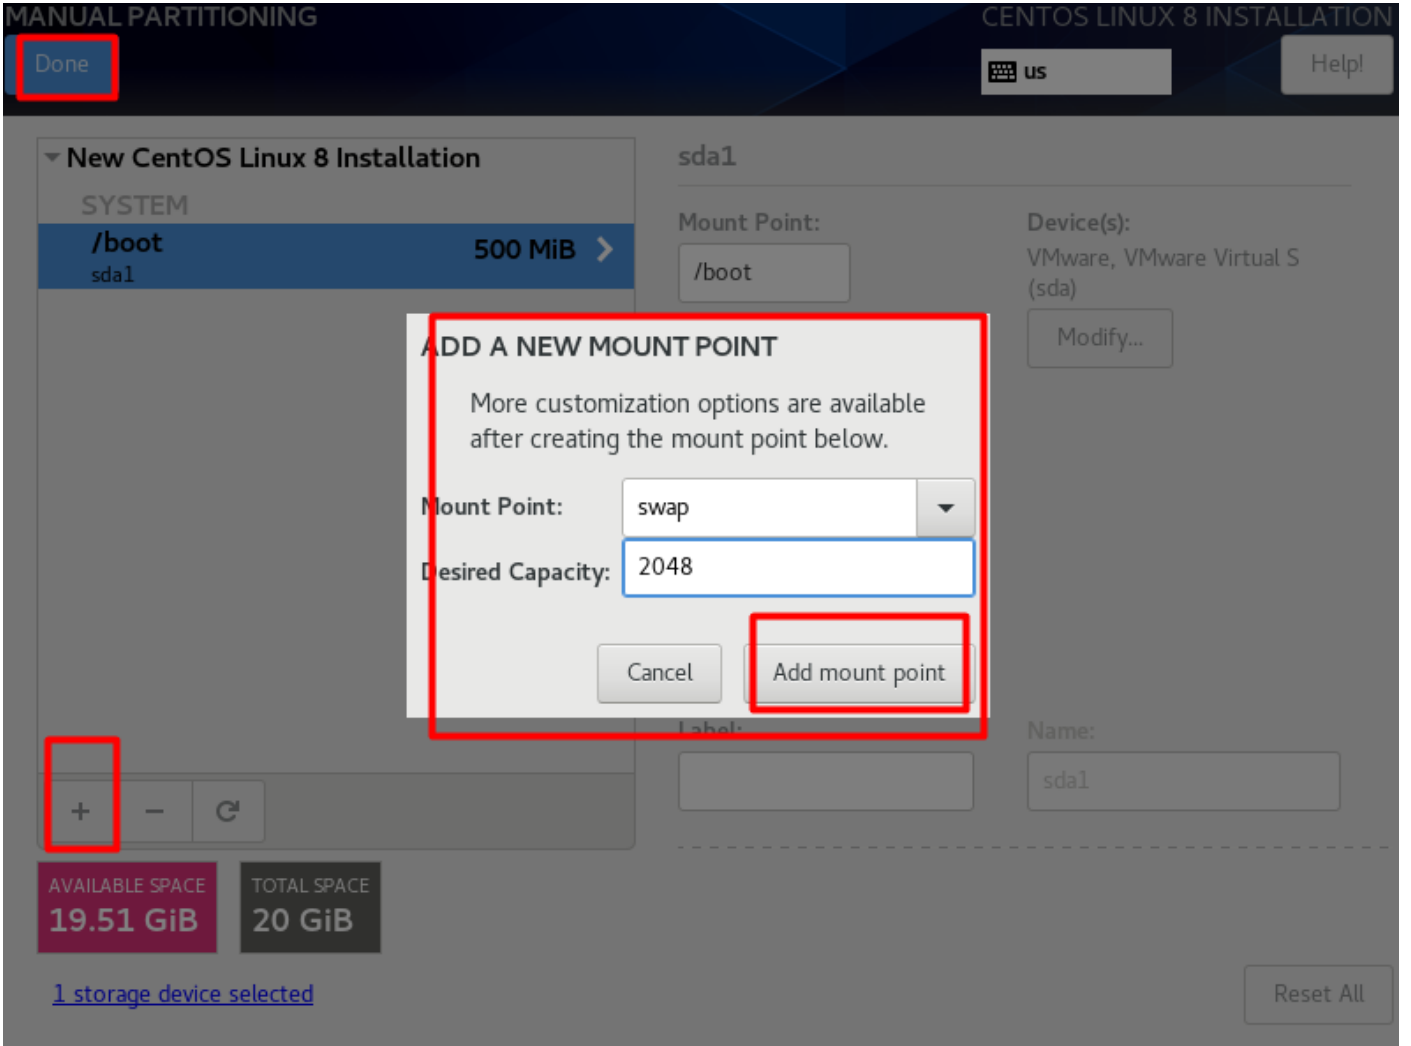 MANUAL PARTITIONING
CENTOS LINUX 8 INSTALLATION
Done
us
Help!
New CentOS Linux 8 Installation
SYSTEM
/boot
500 MiB
sda1
sda1
Mount Point:
/boot
Device(s):
VMware, VMware Virtual S
(sda)
Modify...
ADD A NEW MOUNT POINT
More customization options are available
after creating the mount point below.
Mount Point:
swap
Desired Capacity:
2048
Cancel
Add mount point
Label:
Name:
sda1
+
−
AVAILABLE SPACE
19.51 GiB
TOTAL SPACE
20 GiB
1 storage device selected
Reset All